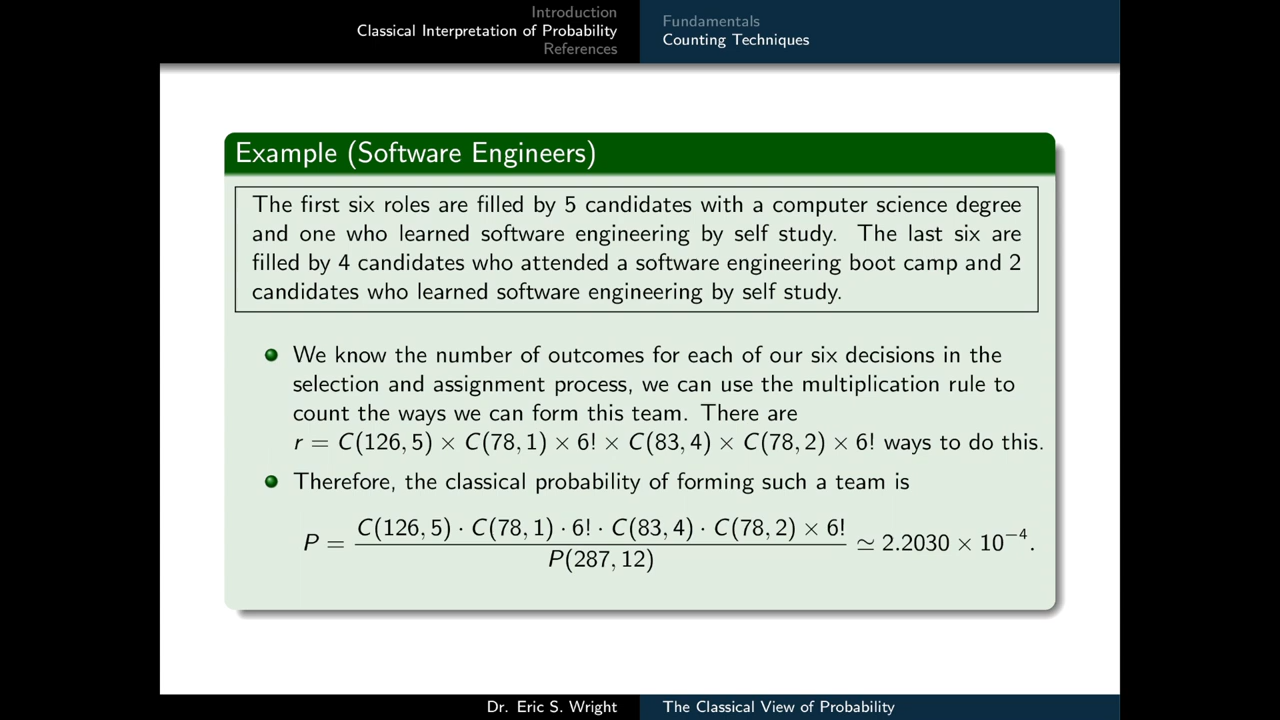 Introduction
Classical Interpretation of Probability
References
Fundamentals
Counting Techniques
Example (Software Engineers)
The first six roles are filled by 5 candidates with a computer science degree
and one who learned software engineering by self study. The last six are
filled by 4 candidates who attended a software engineering boot camp and 2
candidates who learned software engineering by self study.
We know the number of outcomes for each of our six decisions in the
selection and assignment process, we can use the multiplication rule to
count the ways we can form this team. There are
r = C(126, 5) × C(78, 1) × 6! × C(83, 4) × C(78, 2) × 6! ways to do this.
Therefore, the classical probability of forming such a team is
C(126, 5) · C(78, 1) · 6! · C(83, 4) · C(78, 2) × 6!
P = ≃ 2.2030 × 10⁻⁴.
P(287, 12)
Dr. Eric S. Wright
The Classical View of Probability